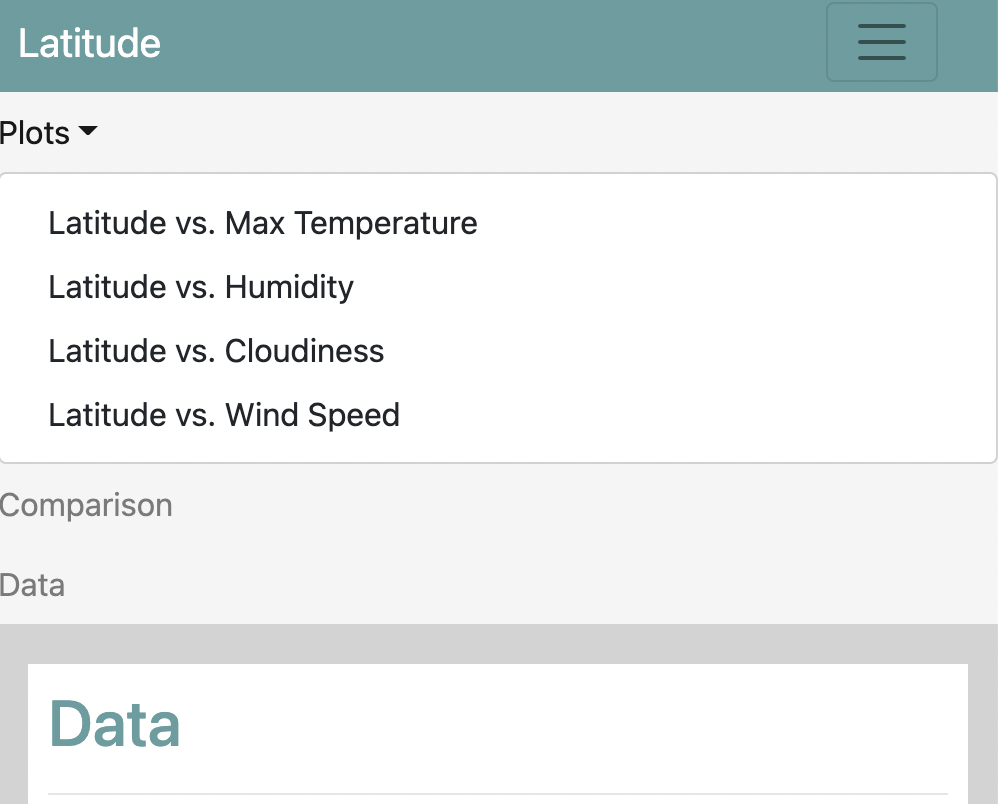 Latitude
Plots
Latitude vs. Max Temperature
Latitude vs. Humidity
Latitude vs. Cloudiness
Latitude vs. Wind Speed
Comparison
Data
Data